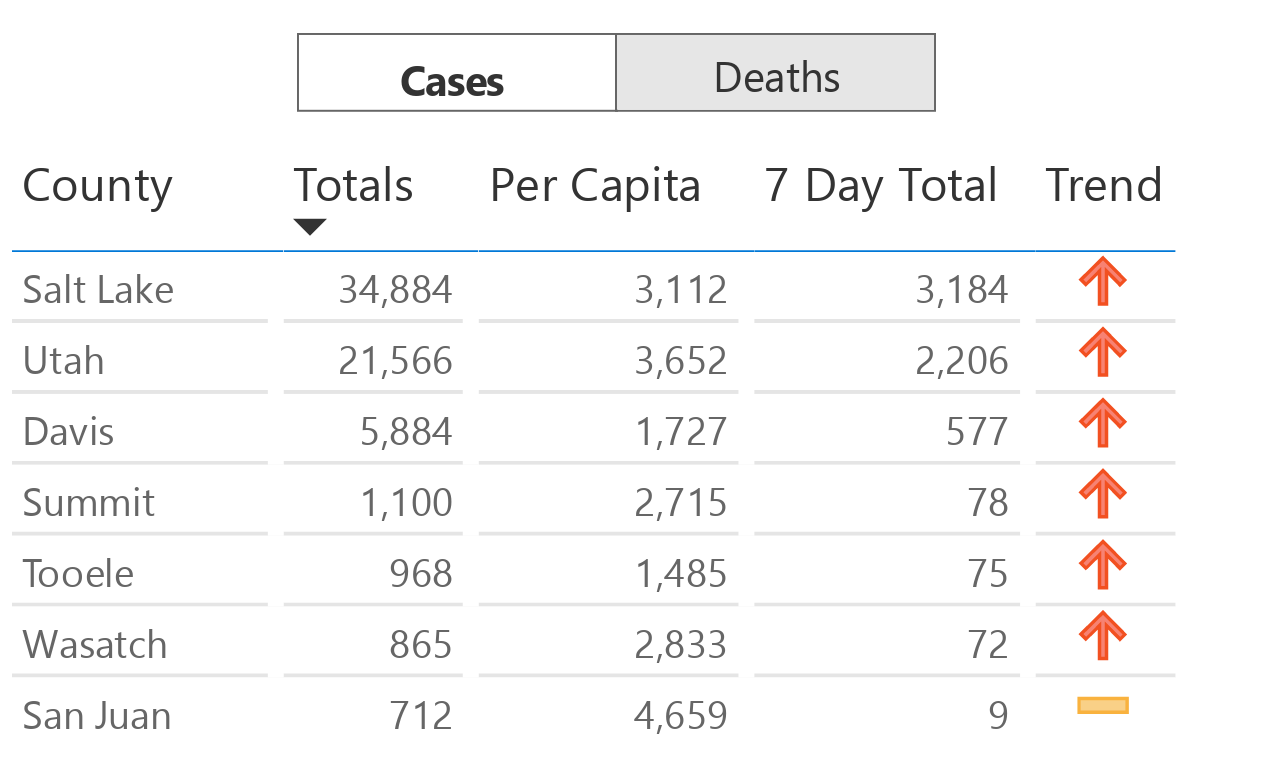 Cases Deaths
County Totals Per Capita 7 Day Total Trend
Salt Lake 34,884 3,112 3,184
Utah 21,566 3,652 2,206
Davis 5,884 1,727 577
Summit 1,100 2,715 78
Tooele 968 1,485 75
Wasatch 865 2,833 72
San Juan 712 4,659 9